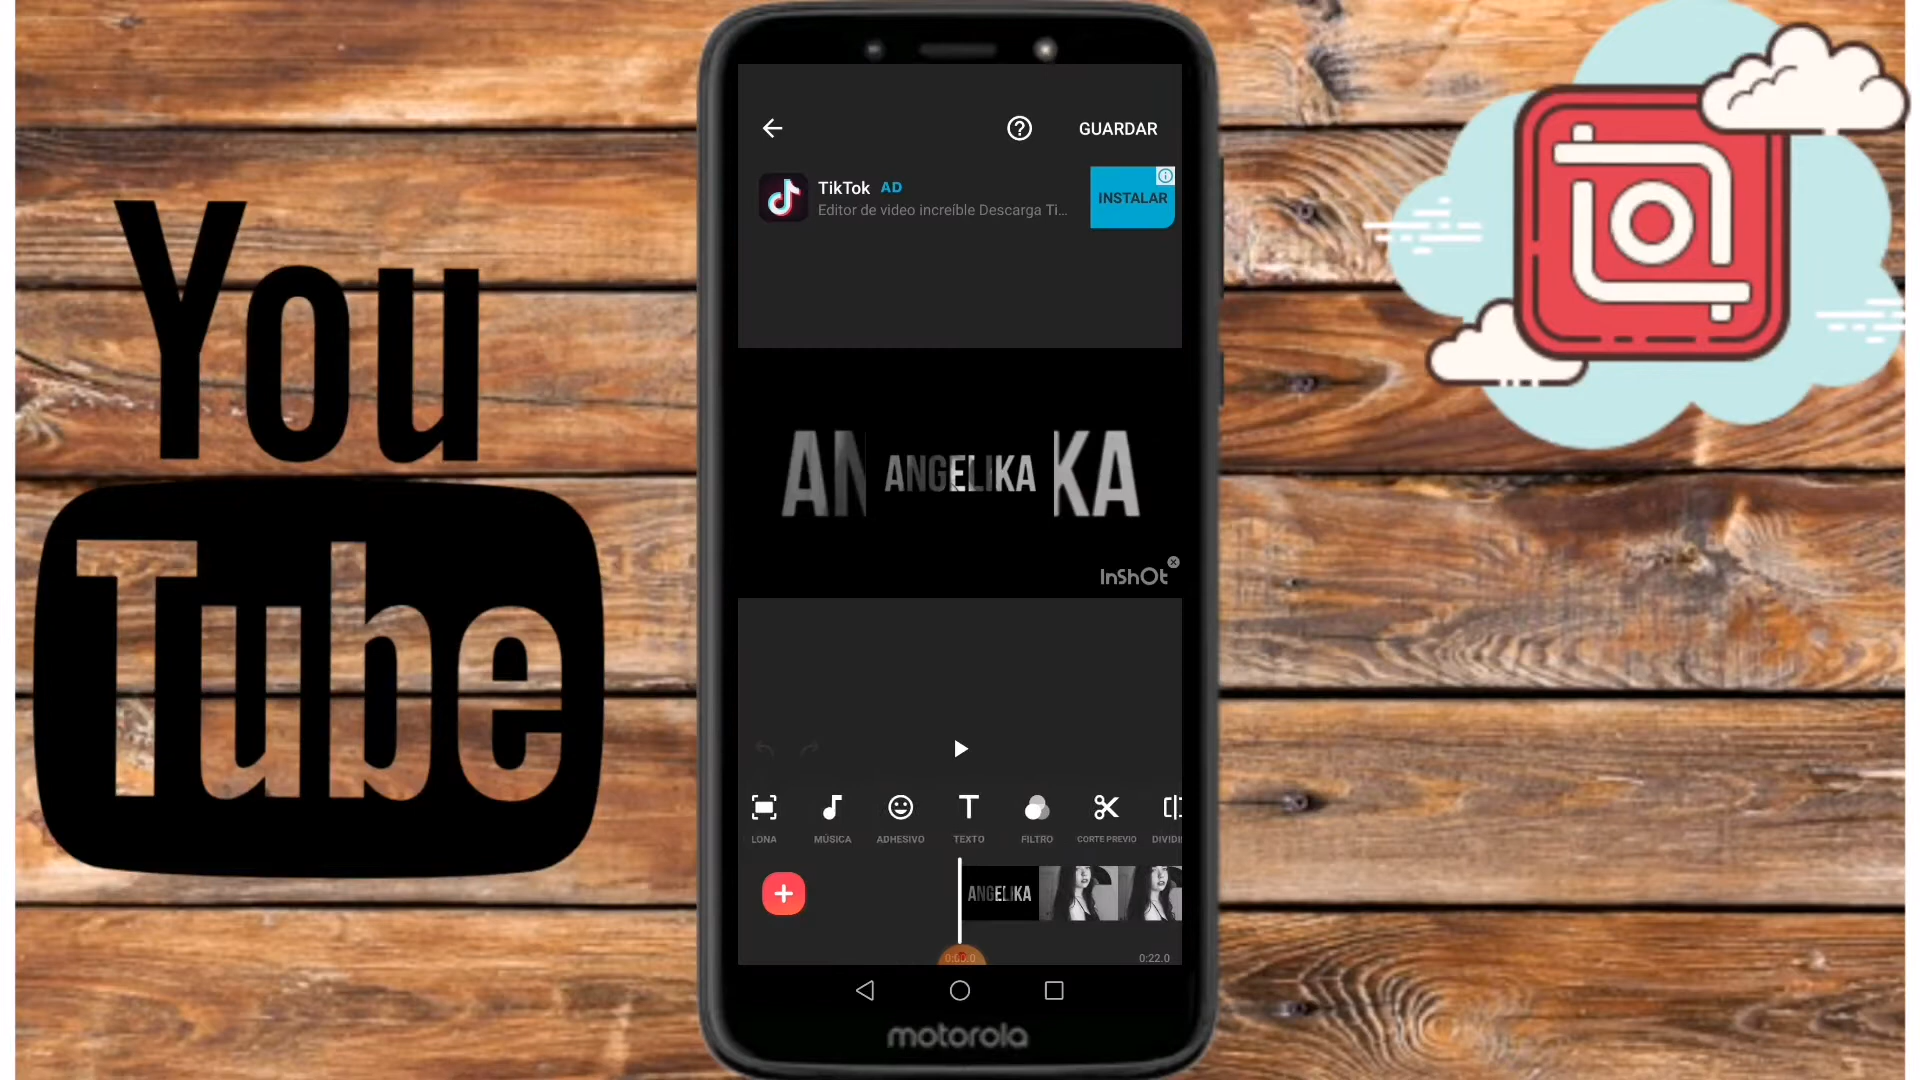 You
Tube
GUARDAR
TikTok AD
Editor de video increíble Descarga Ti...
INSTALAR
AN ANGELIKA KA
InShOt
LONA MÚSICA ADHESIVO TEXTO FILTRO CORTE PREVIO DIVIDI
ANGELIKA
0:22.0
motorola